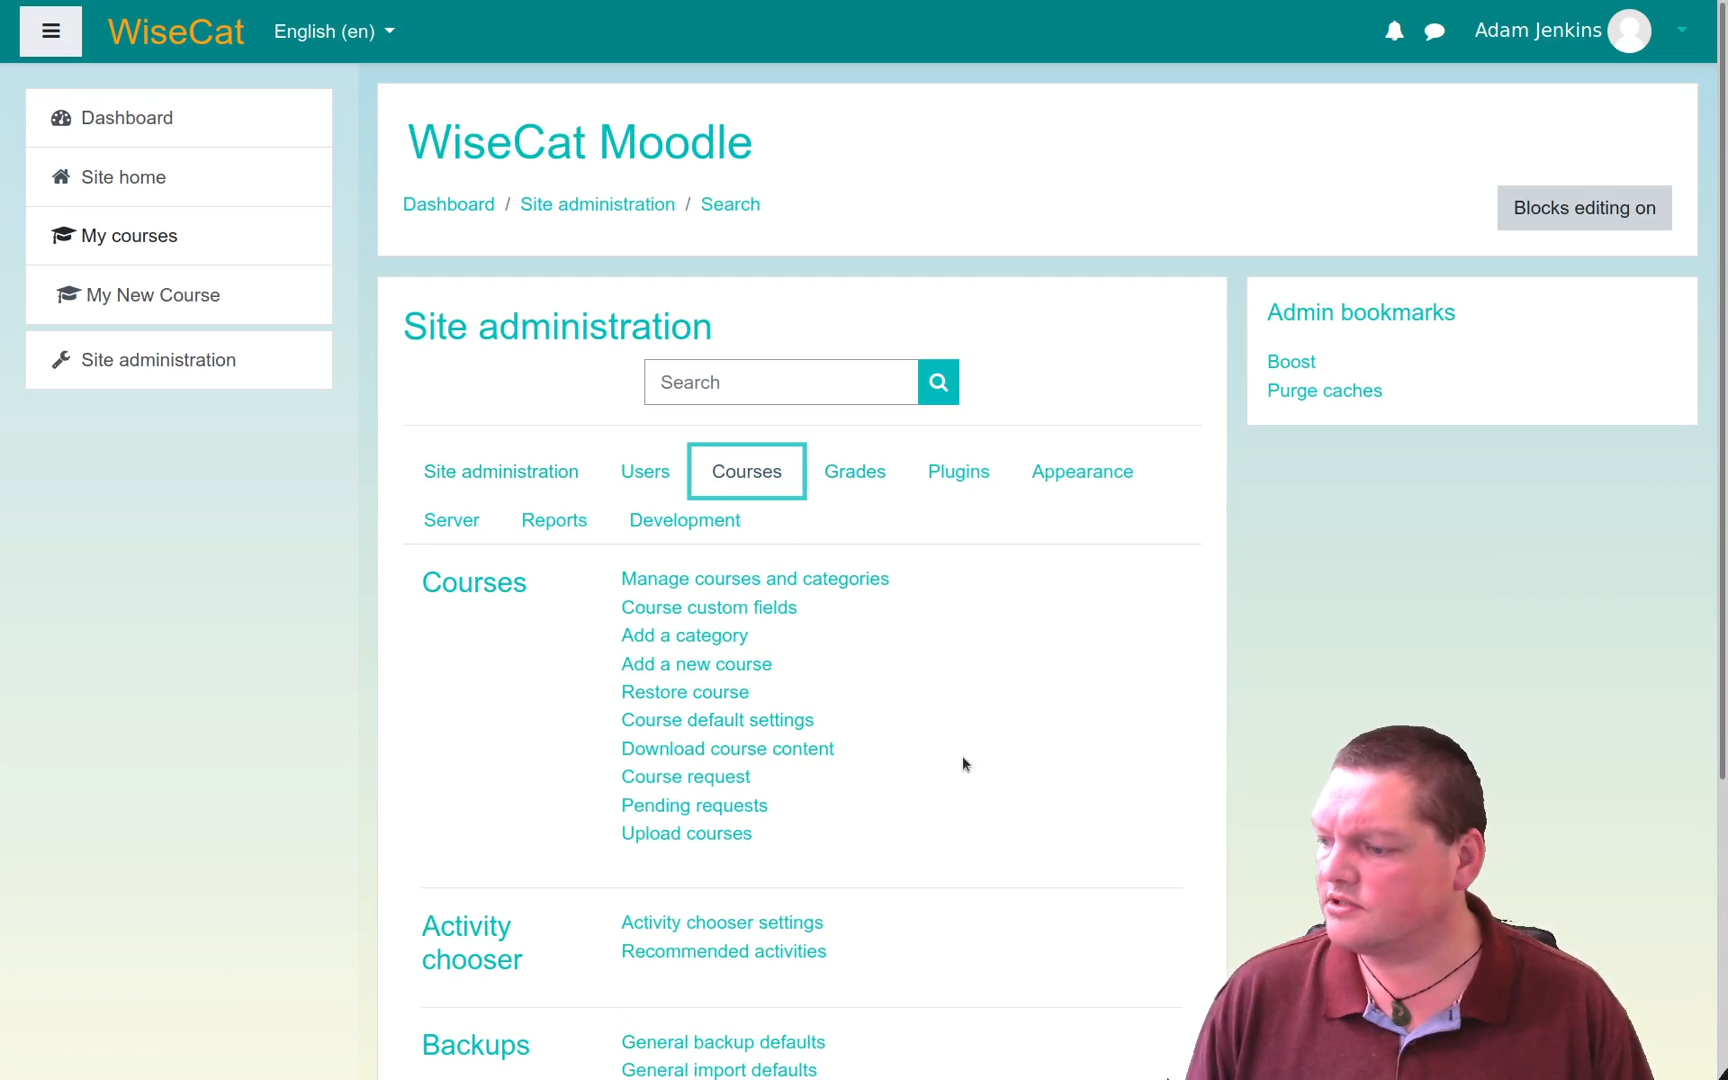 WiseCat
English (en)
Adam Jenkins
Dashboard
Site home
My courses
My New Course
Site administration
WiseCat Moodle
Dashboard / Site administration / Search
Blocks editing on
Site administration
Search
Site administration Users Courses Grades Plugins Appearance
Server Reports Development
Courses
Manage courses and categories
Course custom fields
Add a category
Add a new course
Restore course
Course default settings
Download course content
Course request
Pending requests
Upload courses
Activity
chooser
Activity chooser settings
Recommended activities
Backups
General backup defaults
General import defaults
Admin bookmarks
Boost
Purge caches